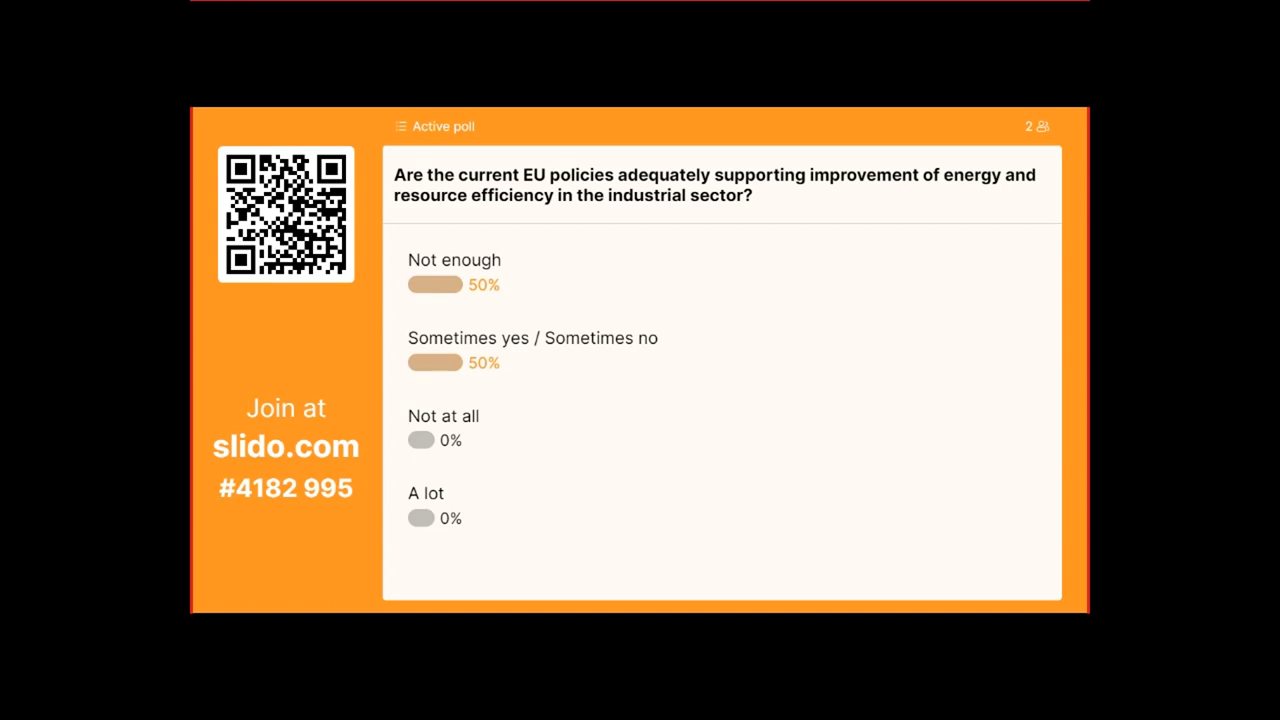 Active poll
2
Are the current EU policies adequately supporting improvement of energy and
resource efficiency in the industrial sector?
Not enough
50%
Sometimes yes / Sometimes no
50%
Not at all
0%
A lot
0%
Join at
slido.com
#4182 995